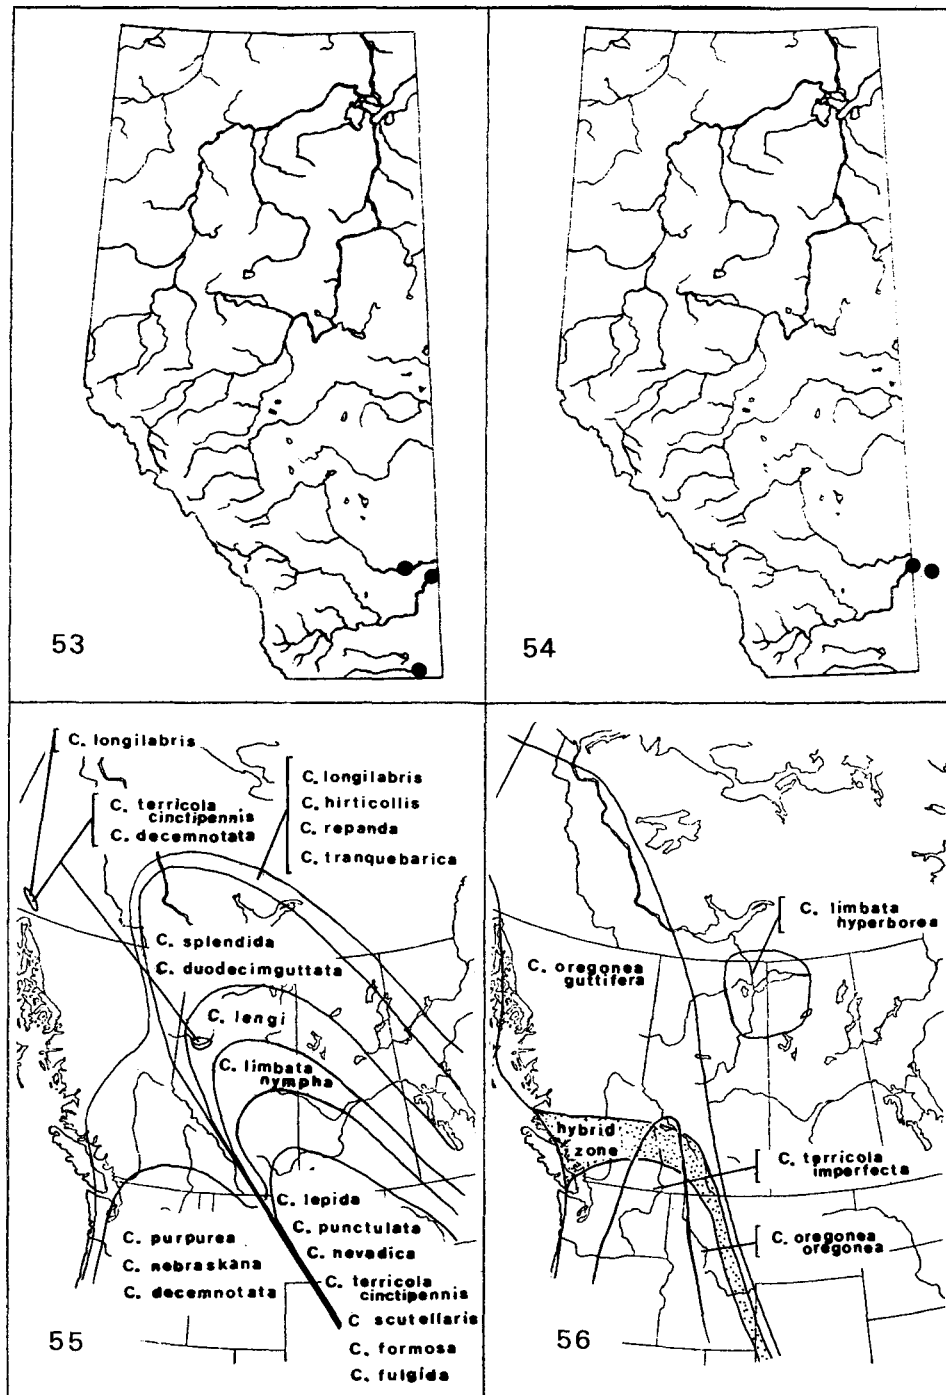 53
54
C. longilabris
C. terricola
cinctipennis
C. decemnotata
C. longilabris
C. hirticollis
C. repanda
C. tranquebarica
C. splendida
C. duodecimguttata
C. lengi
C. limbata
nympha
C. lepida
C. punctulata
C. nevadica
C. terricola
cinctipennis
C scutellaris
C. formosa
C. fulgida
C. purpurea
C. nebraskana
C. decemnotata
55
C. limbata
hyperborea
C. oregonea
guttifera
hybrid
zone
C. terricola
imperfecta
C. oregonea
oregonea
56